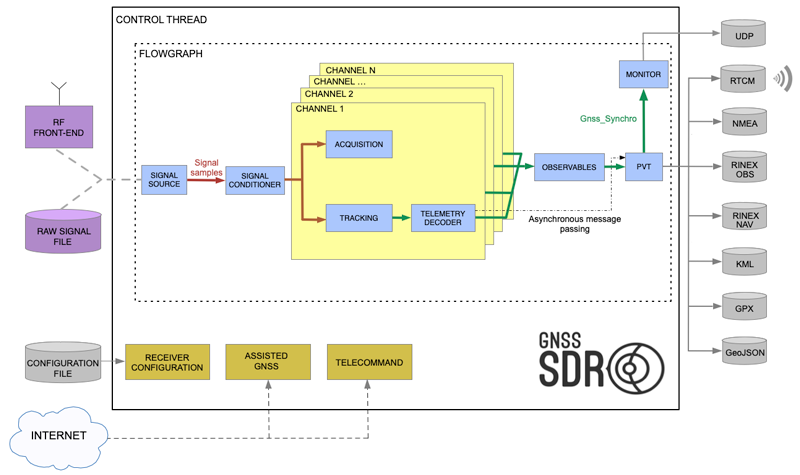 CONTROL THREAD
FLOWGRAPH
CHANNEL N
CHANNEL ...
CHANNEL 2
CHANNEL 1
RF
FRONT-END
RAW SIGNAL
FILE
SIGNAL
SOURCE
Signal
samples
SIGNAL
CONDITIONER
ACQUISITION
TRACKING
TELEMETRY
DECODER
OBSERVABLES
Asynchronous message
passing
PVT
Gnss_Synchro
MONITOR
UDP
RTCM
NMEA
RINEX
OBS
RINEX
NAV
KML
GPX
GeoJSON
CONFIGURATION
FILE
RECEIVER
CONFIGURATION
ASSISTED
GNSS
TELECOMMAND
INTERNET
GNSS
SDR